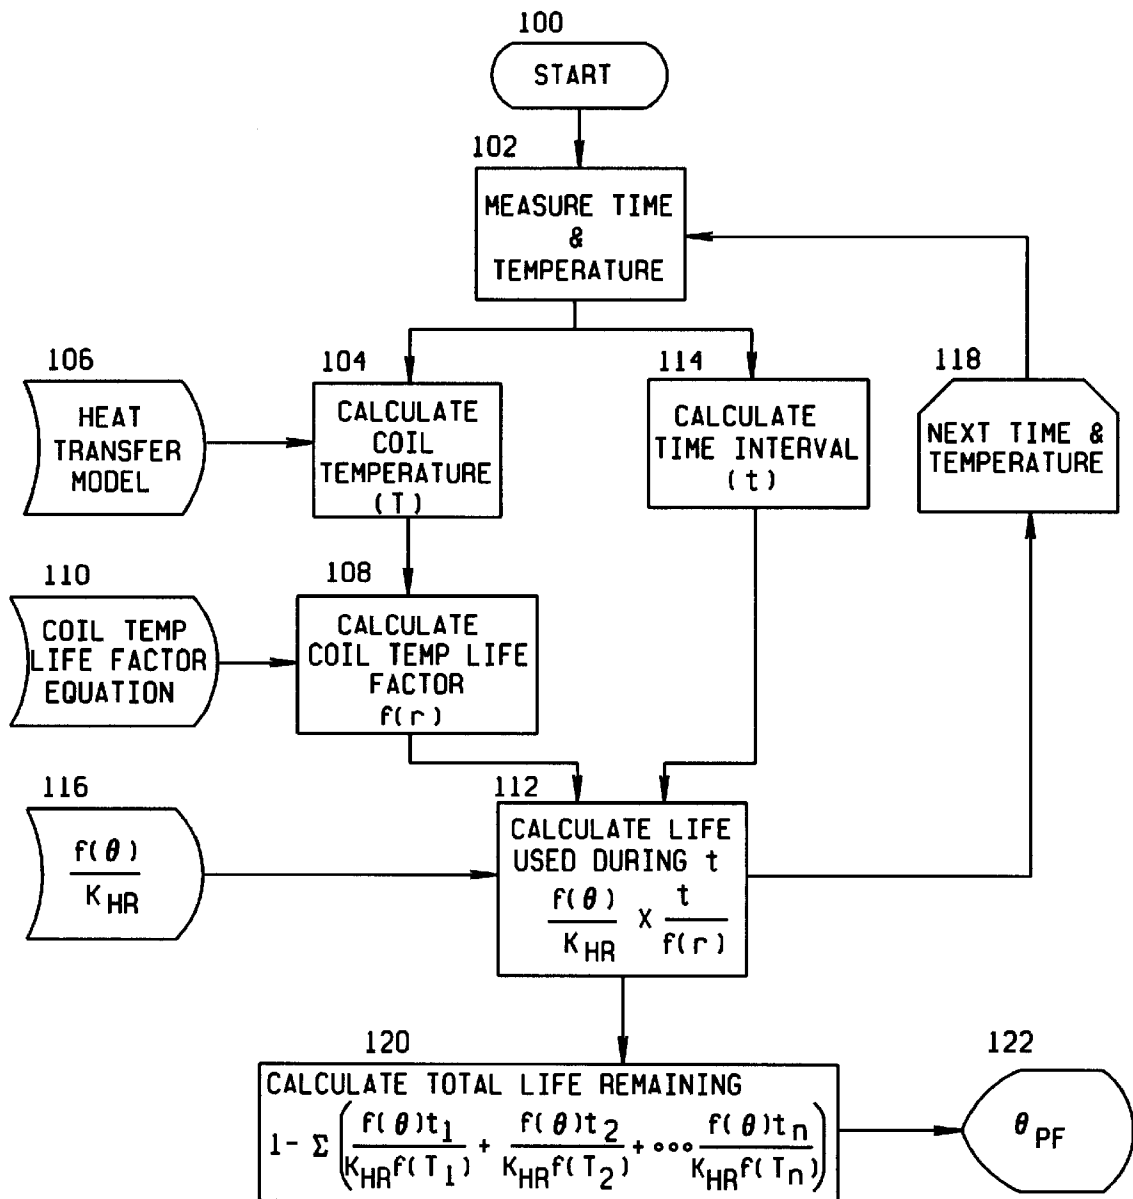 100
START
102
MEASURE TIME
&
TEMPERATURE
106
HEAT
TRANSFER
MODEL
104
CALCULATE
COIL
TEMPERATURE
(T)
114
CALCULATE
TIME INTERVAL
(t)
118
NEXT TIME &
TEMPERATURE
110
COIL TEMP
LIFE FACTOR
EQUATION
108
CALCULATE
COIL TEMP LIFE
FACTOR
f(r)
116
f(θ)
K HR
112
CALCULATE LIFE
USED DURING t
f(θ) X t
K HR f(r)
120
CALCULATE TOTAL LIFE REMAINING
1- Σ ( f(θ)t1 / KHRf(T1) + f(θ)t2 / KHRf(T2) + ∘∘∘ f(θ)tn / KHRf(Tn) )
122
θ PF